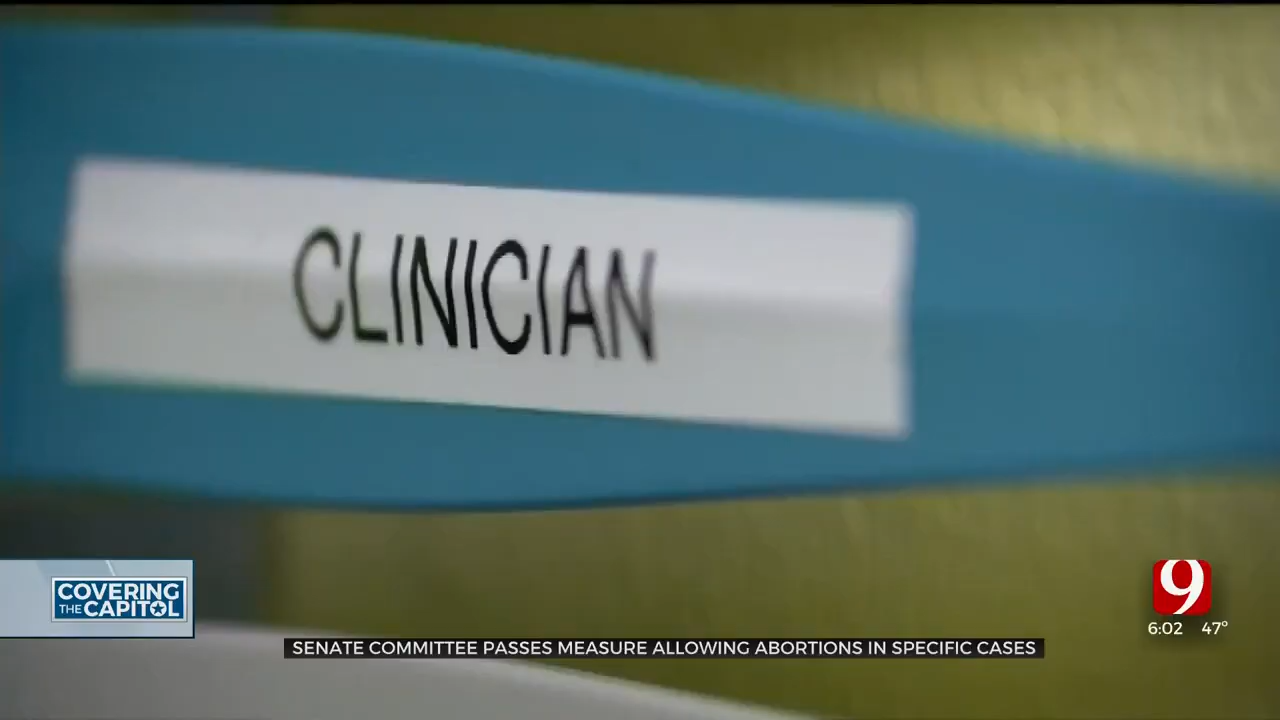 CLINICIAN
COVERING
THE CAPITOL
9
6:02 47°
SENATE COMMITTEE PASSES MEASURE ALLOWING ABORTIONS IN SPECIFIC CASES